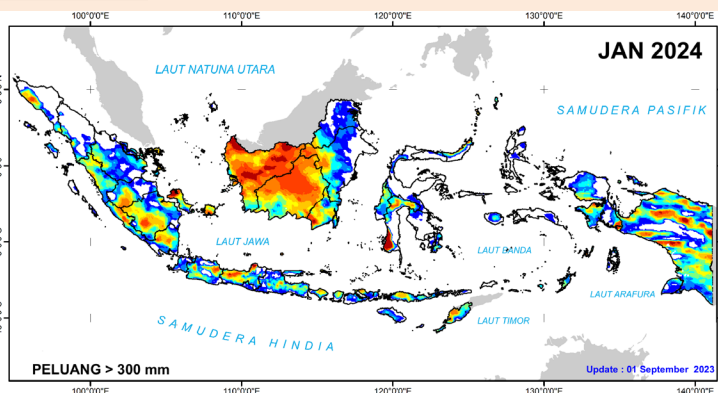 100°0'0"E 110°0'0"E 120°0'0"E 130°0'0"E 140°0'0"E
JAN 2024
LAUT NATUNA UTARA
SAMUDERA PASIFIK
LAUT JAWA
LAUT BANDA
LAUT ARAFURA
SAMUDERA HINDIA
LAUT TIMOR
PELUANG > 300 mm
Update : 01 September 2023
100°0'0"E 110°0'0"E 120°0'0"E 130°0'0"E 140°0'0"E